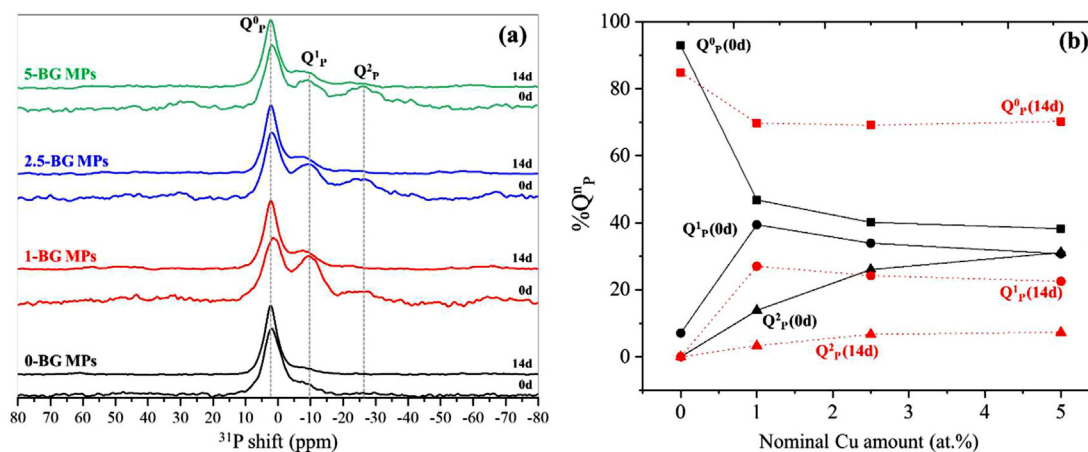 (a)
Q⁰P
Q¹P
Q²P
5-BG MPs
14d
0d
2.5-BG MPs
14d
0d
1-BG MPs
14d
0d
0-BG MPs
14d
0d
80 70 60 50 40 30 20 10 0 -10 -20 -30 -40 -50 -60 -70 -80
³¹P shift (ppm)
(b)
100
80
60
40
20
0
%QⁿP
Q⁰P(0d)
Q⁰P(14d)
Q¹P(0d)
Q¹P(14d)
Q²P(0d)
Q²P(14d)
0 1 2 3 4 5
Nominal Cu amount (at.%)